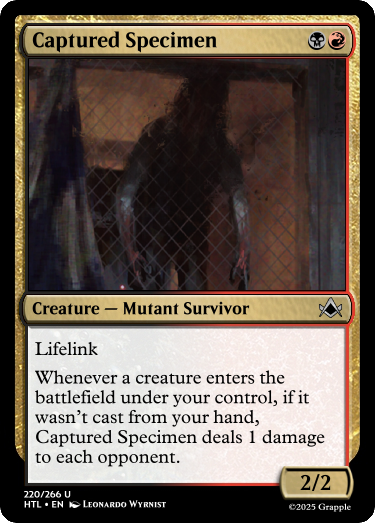 Captured Specimen
Creature — Mutant Survivor
Lifelink
Whenever a creature enters the
battlefield under your control, if it
wasn't cast from your hand,
Captured Specimen deals 1 damage
to each opponent.
2/2
220/266 U
HTL • EN Leonardo Wyrnist
©2025 Grapple